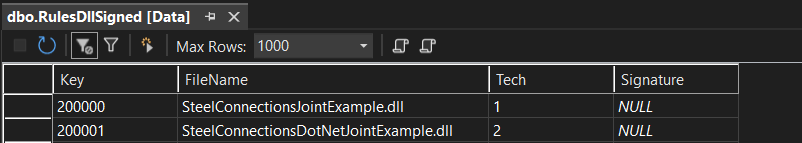 dbo.RulesDllSigned [Data]
Max Rows: 1000
Key FileName Tech Signature
200000 SteelConnectionsJointExample.dll 1 NULL
200001 SteelConnectionsDotNetJointExample.dll 2 NULL